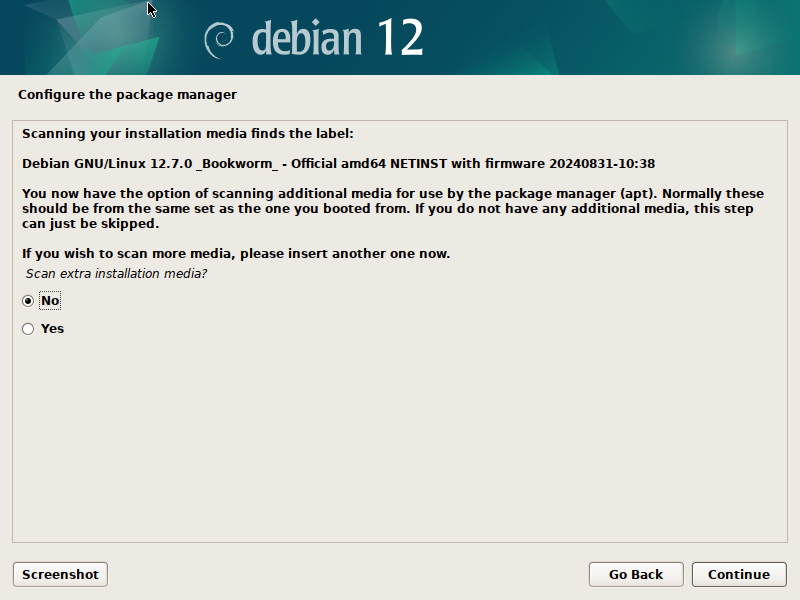 debian 12
Configure the package manager
Scanning your installation media finds the label:
Debian GNU/Linux 12.7.0 _Bookworm_ - Official amd64 NETINST with firmware 20240831-10:38
You now have the option of scanning additional media for use by the package manager (apt). Normally these
should be from the same set as the one you booted from. If you do not have any additional media, this step
can just be skipped.
If you wish to scan more media, please insert another one now.
Scan extra installation media?
No
Yes
Screenshot
Go Back
Continue